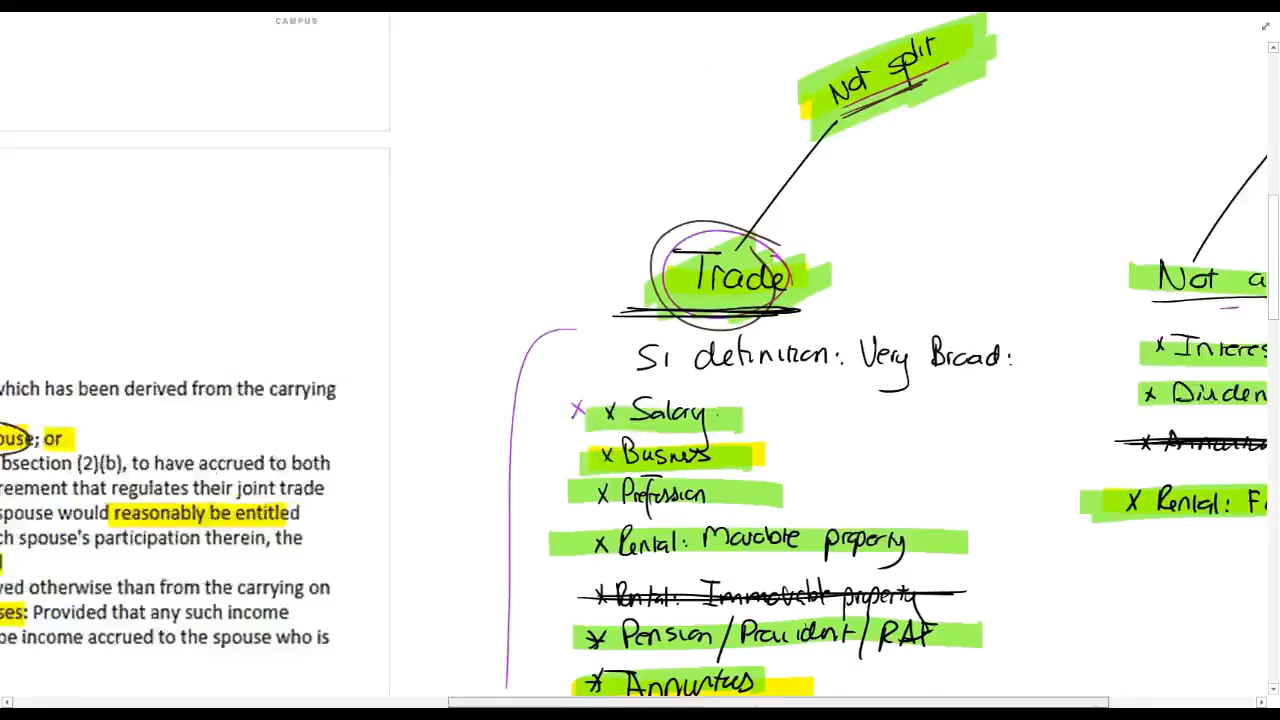 CAMPUS
which has been derived from the carrying
ouse; or
bsection (2)(b), to have accrued to both
reement that regulates their joint trade
spouse would reasonably be entitled
ch spouse's participation therein, the
ved otherwise than from the carrying on
ses: Provided that any such income
be income accrued to the spouse who is
Not split
Trade
S1 definition: Very Broad:
x x Salary.
x Business
x Profession
x Rental: Movable property
x Rental: Immovable property
x Pension/Provident/RAF
x Annuities
Not a
x Interes
x Dividen
x Rental: F